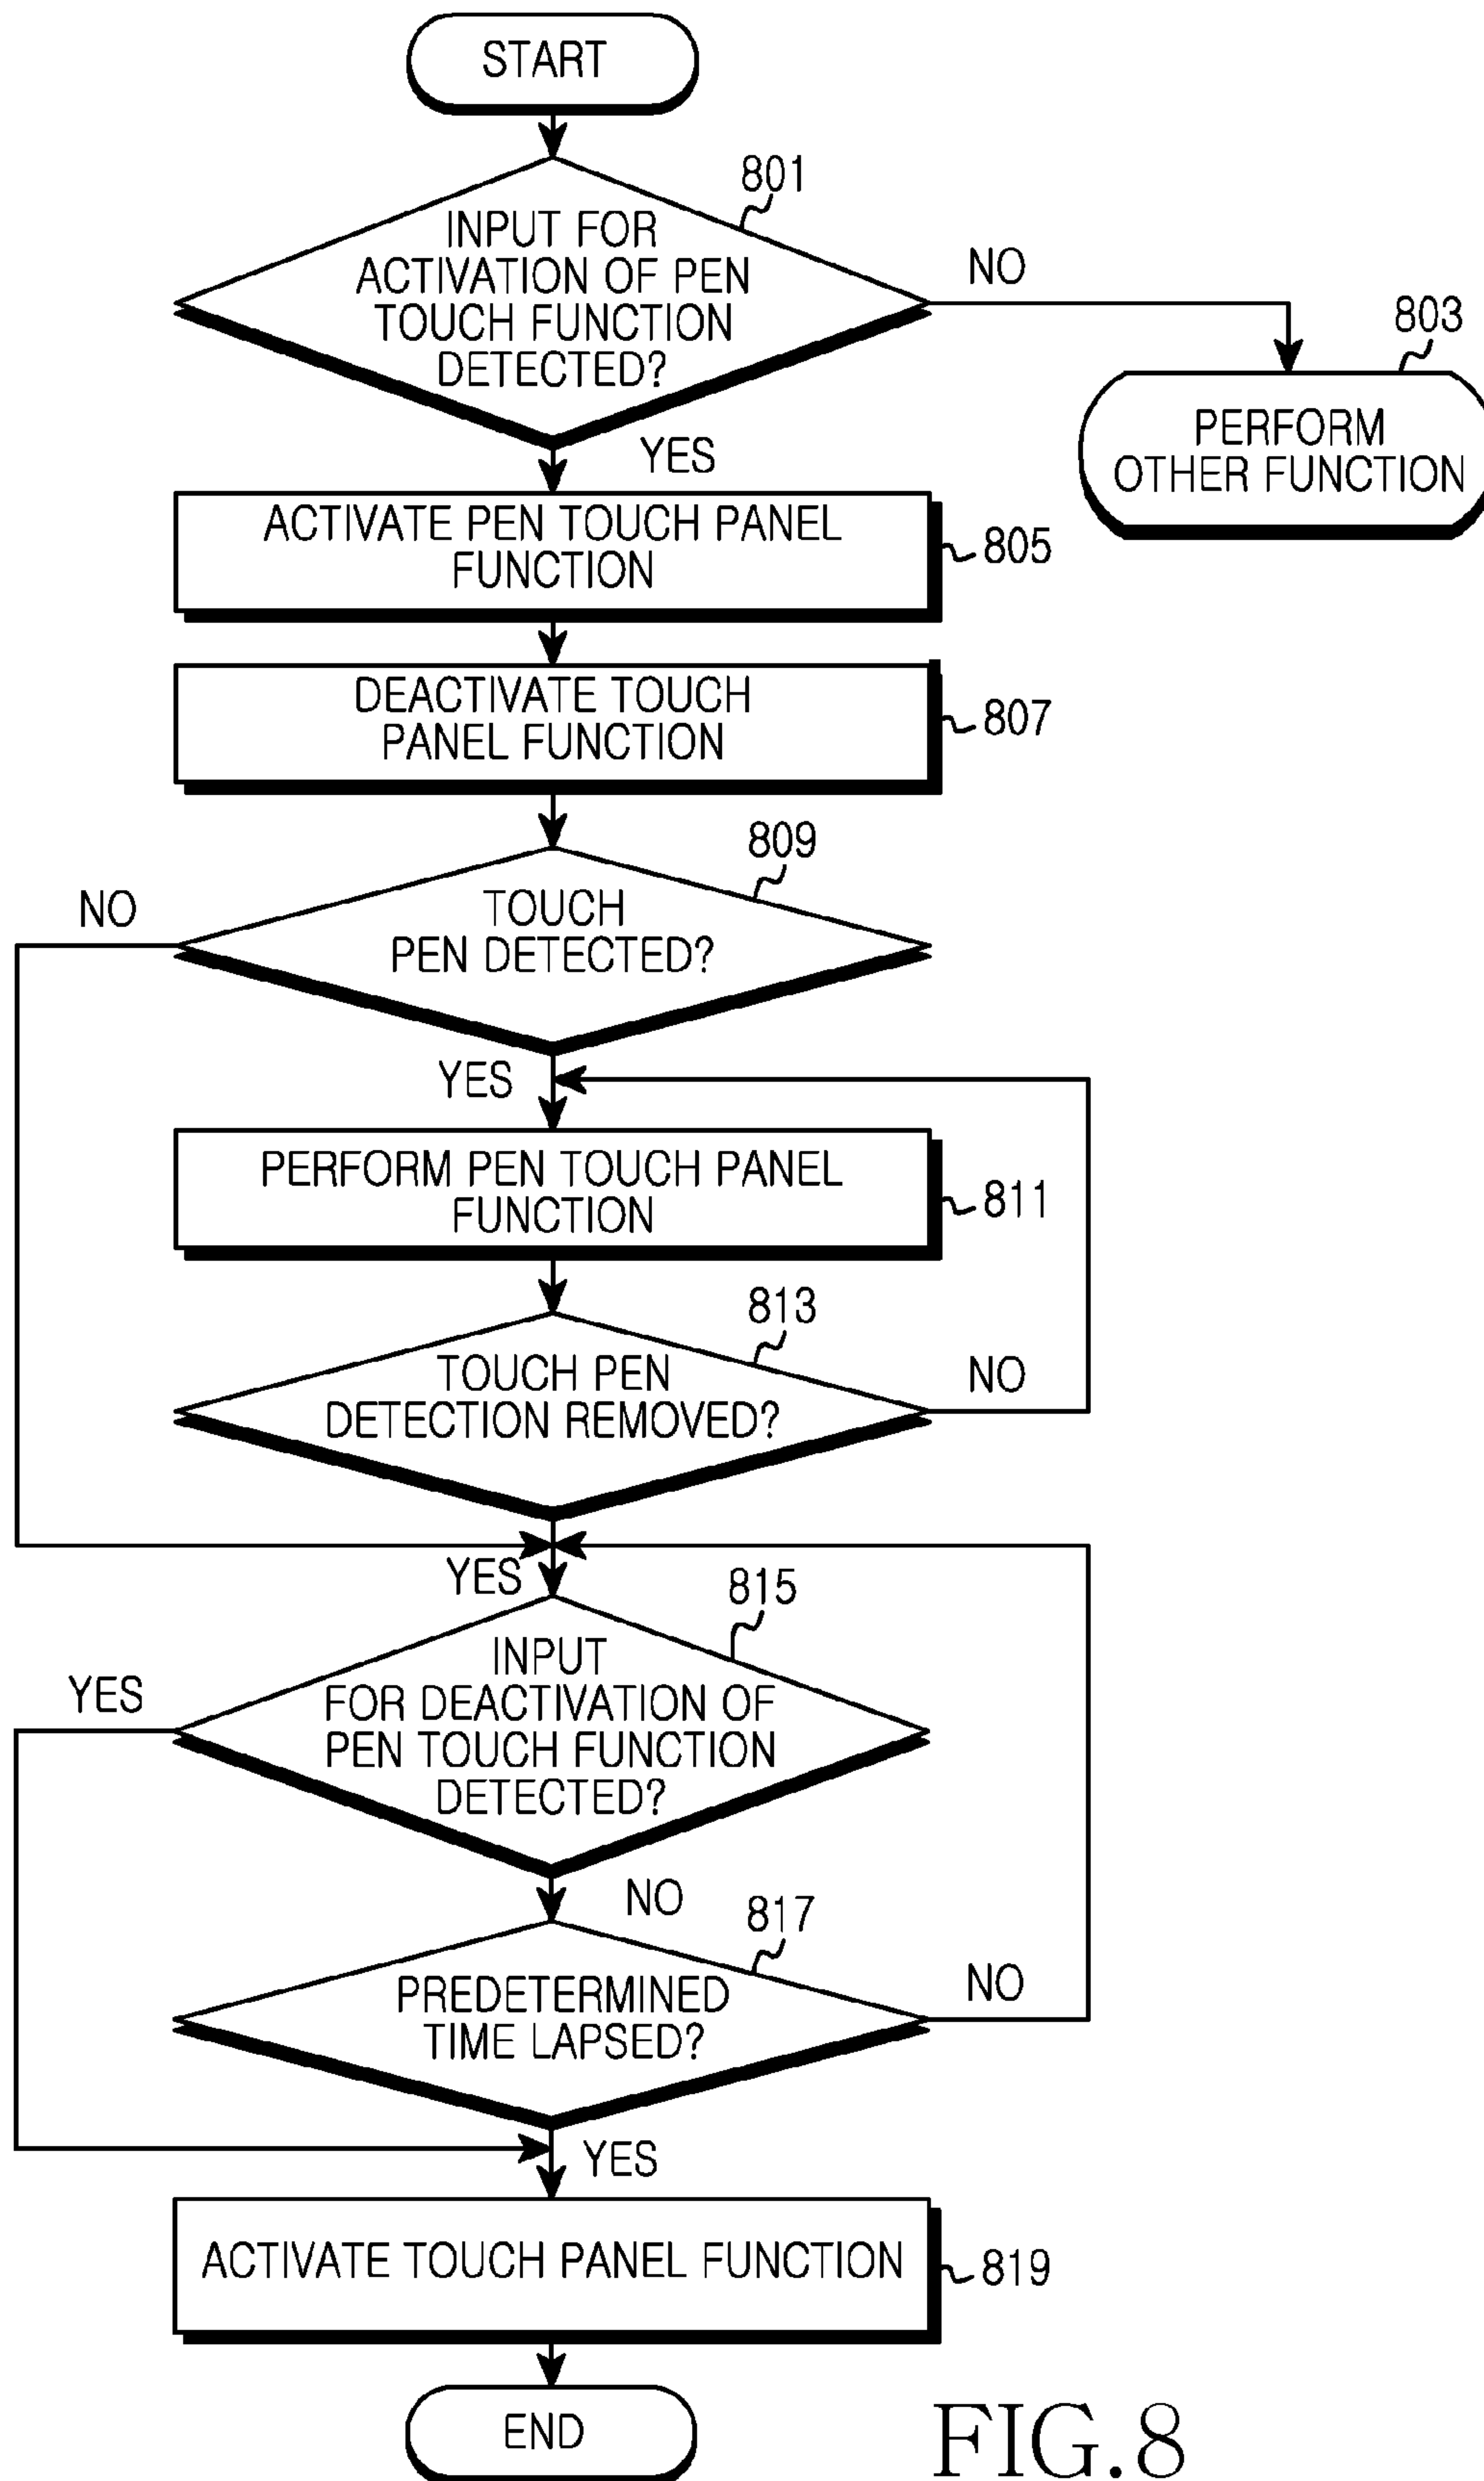 START
801
INPUT FOR
ACTIVATION OF PEN
TOUCH FUNCTION
DETECTED?
NO
803
PERFORM
OTHER FUNCTION
YES
ACTIVATE PEN TOUCH PANEL
FUNCTION
805
DEACTIVATE TOUCH
PANEL FUNCTION
807
809
NO
TOUCH
PEN DETECTED?
YES
PERFORM PEN TOUCH PANEL
FUNCTION
811
813
TOUCH PEN
DETECTION REMOVED?
NO
YES
815
YES
INPUT
FOR DEACTIVATION OF
PEN TOUCH FUNCTION
DETECTED?
NO
817
PREDETERMINED
TIME LAPSED?
NO
YES
ACTIVATE TOUCH PANEL FUNCTION
819
END
FIG.8